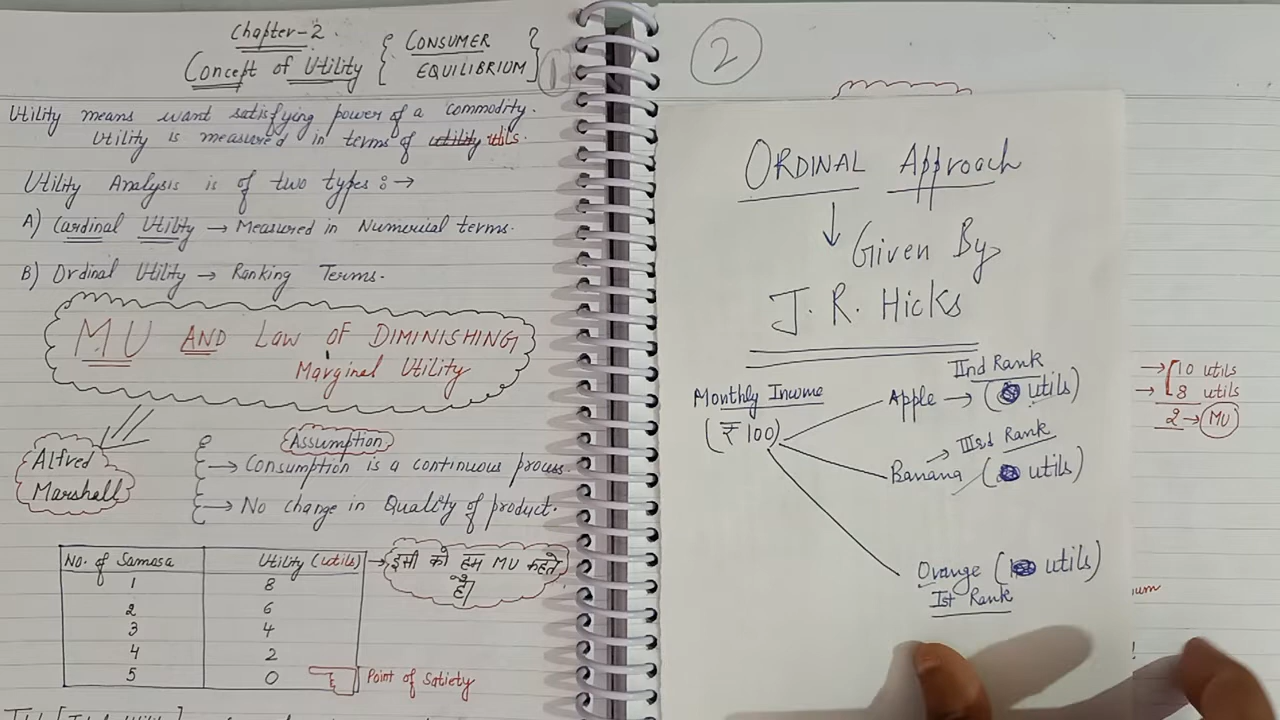 Chapter-2.
Concept of Utility { CONSUMER EQUILIBRIUM }
1
Utility means want satisfying power of a commodity.
Utility is measured in terms of utility utils.
Utility Analysis is of two types :→
A) Cardinal Utility → Measured in Numerical terms.
B) Ordinal Utility → Ranking Terms.
MU AND Law OF DIMINISHING
Marginal Utility
Alfred
Marshall
Assumption
→ Consumption is a continuous process.
→ No change in Quality of product.
No. of Samosa Utility (utils) → इसी को हम MU कहते
है।
1 8
2 6
3 4
4 2
5 0 Point of Satiety
2
ORDINAL Approach
↓ Given By
J. R. Hicks
Monthly Income
(₹ 100)
IInd Rank
Apple → ( utils)
→ IIIrd Rank
Banana ( utils)
Orange ( utils)
Ist Rank
→ 10 utils
→ 8 utils
2 → MU